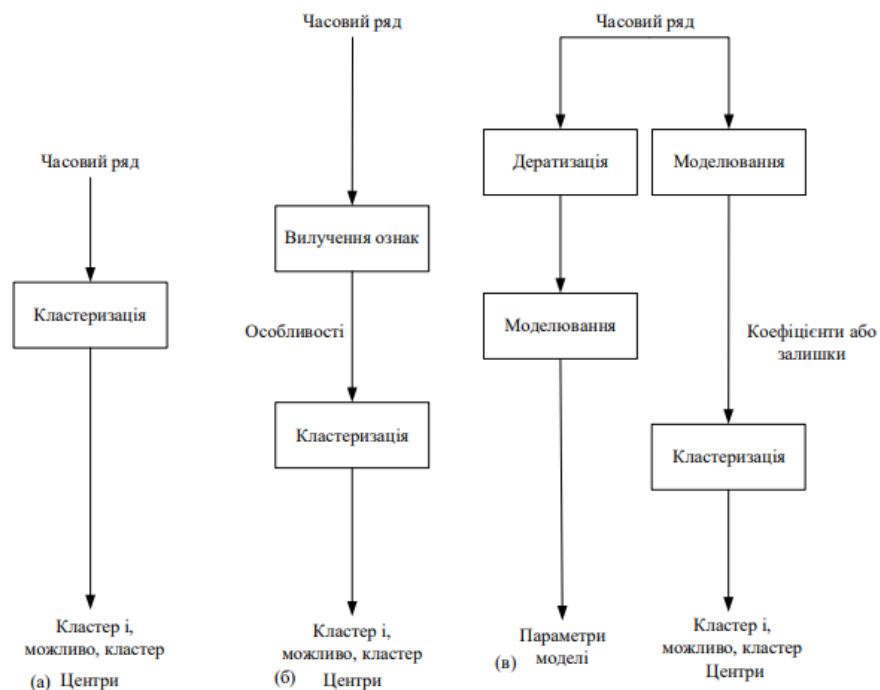 Часовий ряд
Кластеризація
Кластер і,
можливо, кластер
(а) Центри
Часовий ряд
Вилучення ознак
Особливості
Кластеризація
Кластер і,
можливо, кластер
(б) Центри
Часовий ряд
Дератизація
Моделювання
Параметри
(в) моделі
Моделювання
Коефіцієнти або
залишки
Кластеризація
Кластер і,
можливо, кластер
Центри